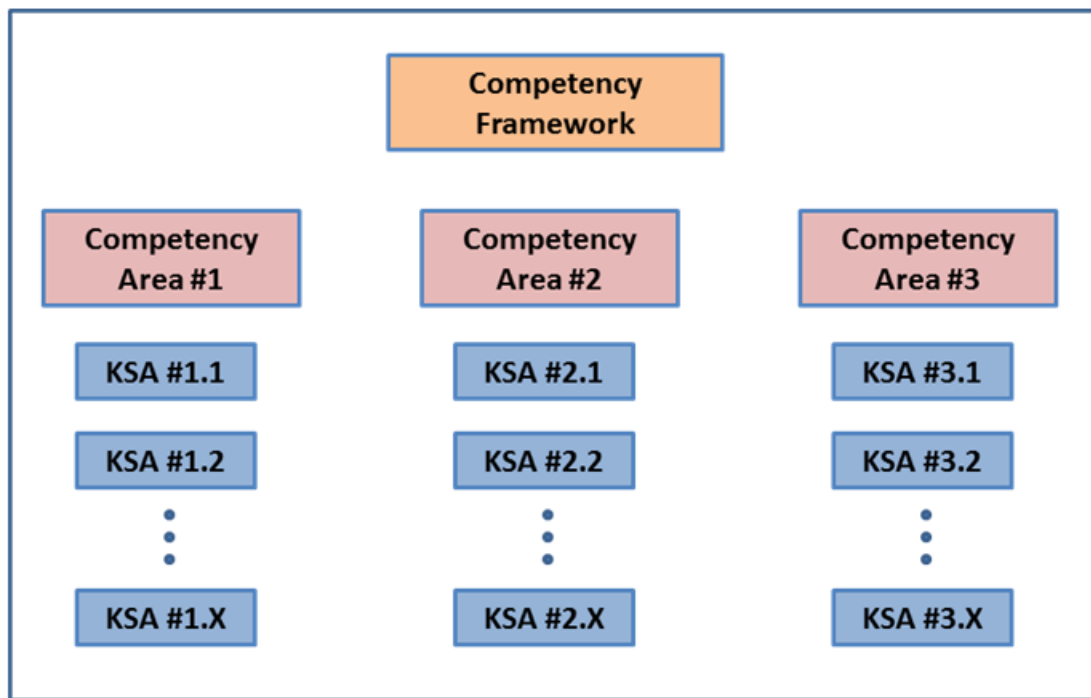 Competency
Framework
Competency
Area #1
Competency
Area #2
Competency
Area #3
KSA #1.1
KSA #2.1
KSA #3.1
KSA #1.2
KSA #2.2
KSA #3.2
KSA #1.X
KSA #2.X
KSA #3.X